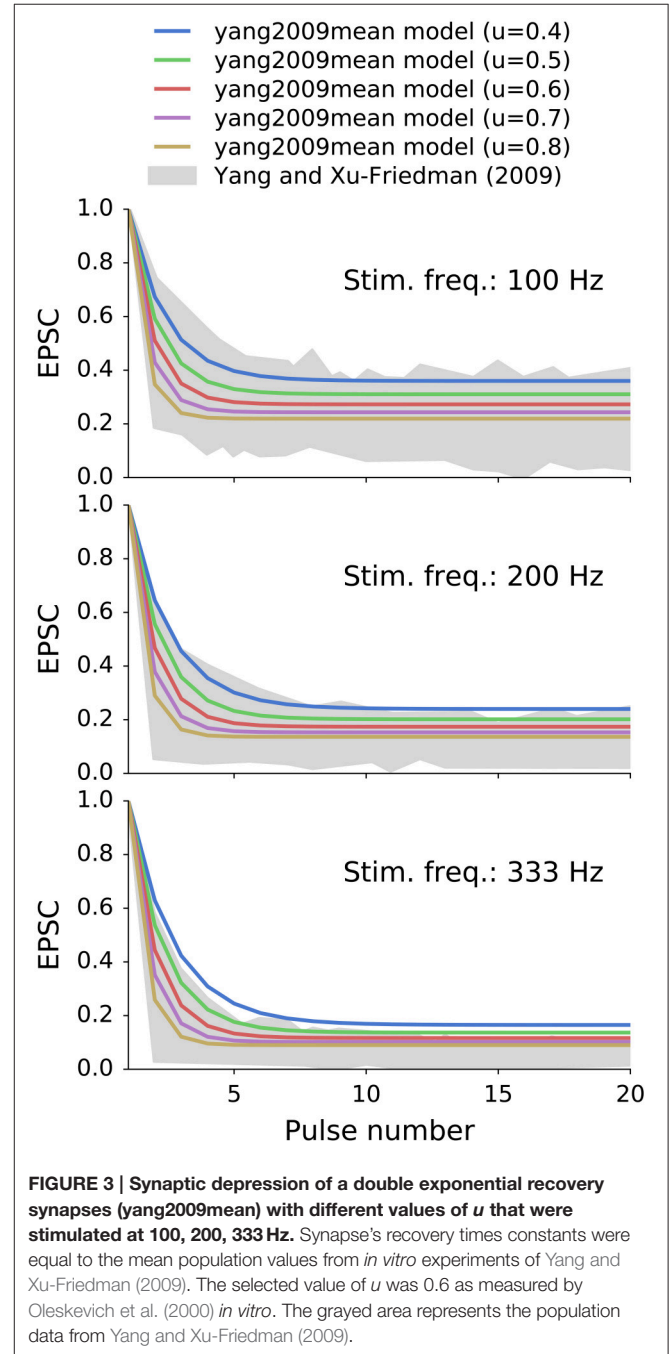 yang2009mean model (u=0.4)
yang2009mean model (u=0.5)
yang2009mean model (u=0.6)
yang2009mean model (u=0.7)
yang2009mean model (u=0.8)
Yang and Xu-Friedman (2009)
1.0
0.8
0.6
0.4
0.2
0.0
EPSC
Stim. freq.: 100 Hz
1.0
0.8
0.6
0.4
0.2
0.0
EPSC
Stim. freq.: 200 Hz
1.0
0.8
0.6
0.4
0.2
0.0
EPSC
Stim. freq.: 333 Hz
5 10 15 20
Pulse number
FIGURE 3 | Synaptic depression of a double exponential recovery
synapses (yang2009mean) with different values of u that were
stimulated at 100, 200, 333 Hz. Synapse's recovery times constants were
equal to the mean population values from in vitro experiments of Yang and
Xu-Friedman (2009). The selected value of u was 0.6 as measured by
Oleskevich et al. (2000) in vitro. The grayed area represents the population
data from Yang and Xu-Friedman (2009).